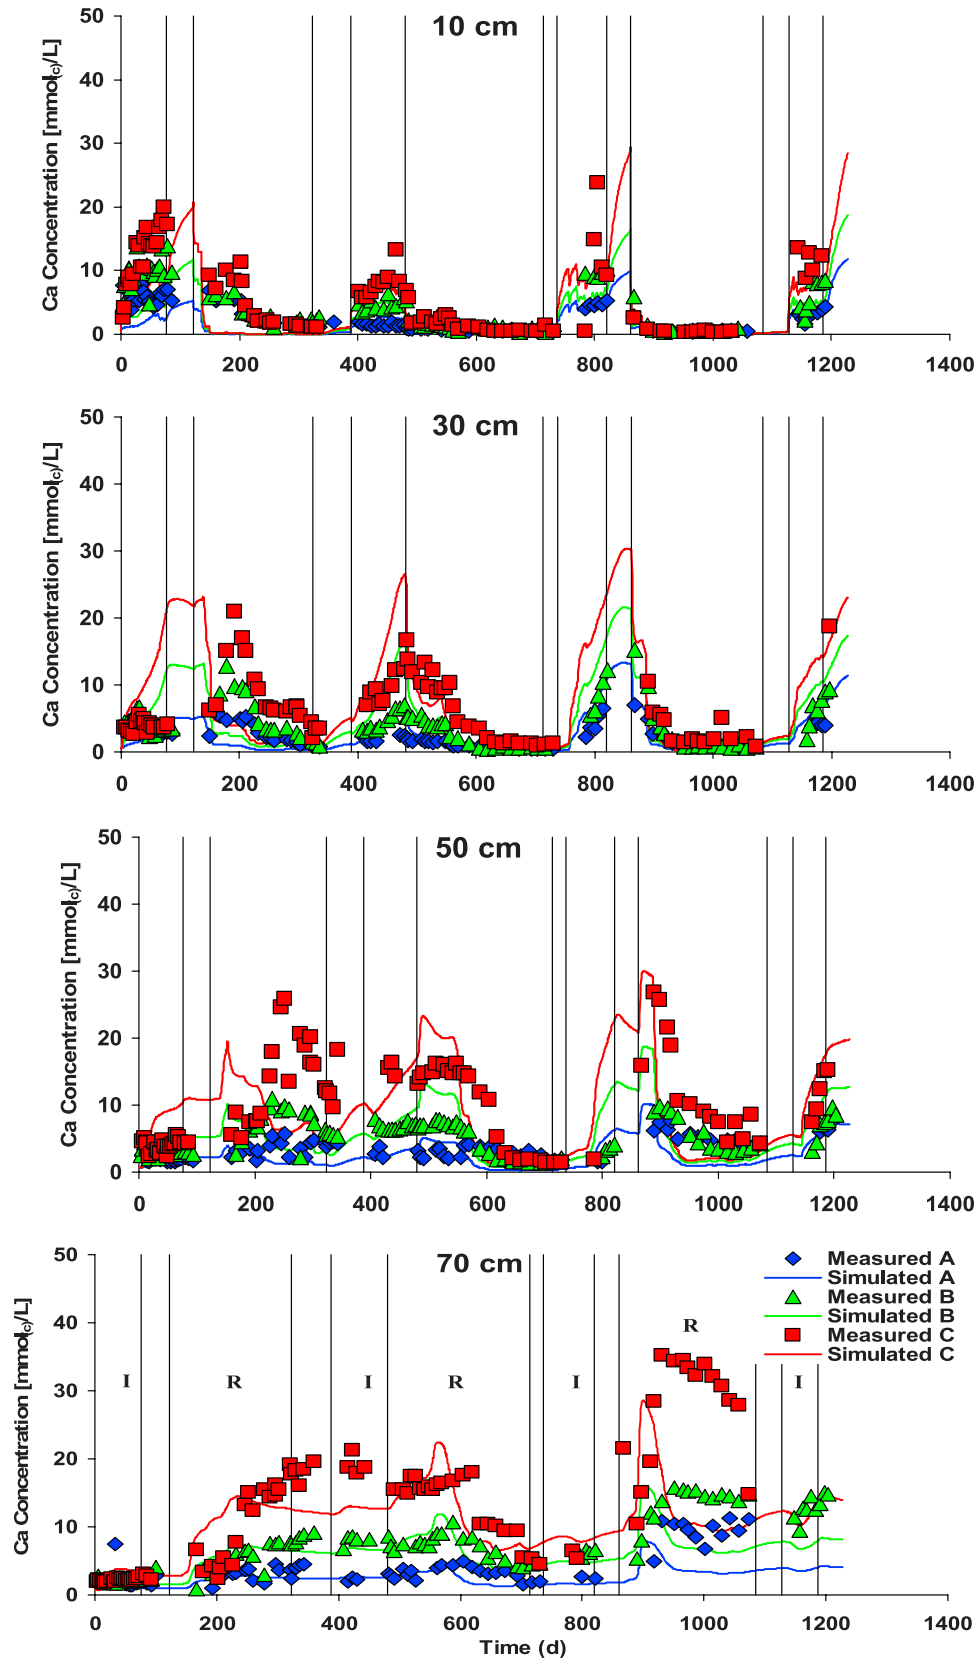 10 cm
Ca Concentration [mmol(c)/L]
50
40
30
20
10
0
0 200 400 600 800 1000 1200 1400
30 cm
Ca Concentration [mmol(c)/L]
50
40
30
20
10
0
0 200 400 600 800 1000 1200 1400
50 cm
Ca Concentration [mmol(c)/L]
50
40
30
20
10
0
0 200 400 600 800 1000 1200 1400
70 cm
Ca Concentration [mmol(c)/L]
50
40
30
20
10
0
Measured A
Simulated A
Measured B
Simulated B
Measured C
Simulated C
I R I R I R I
0 200 400 600 800 1000 1200 1400
Time (d)